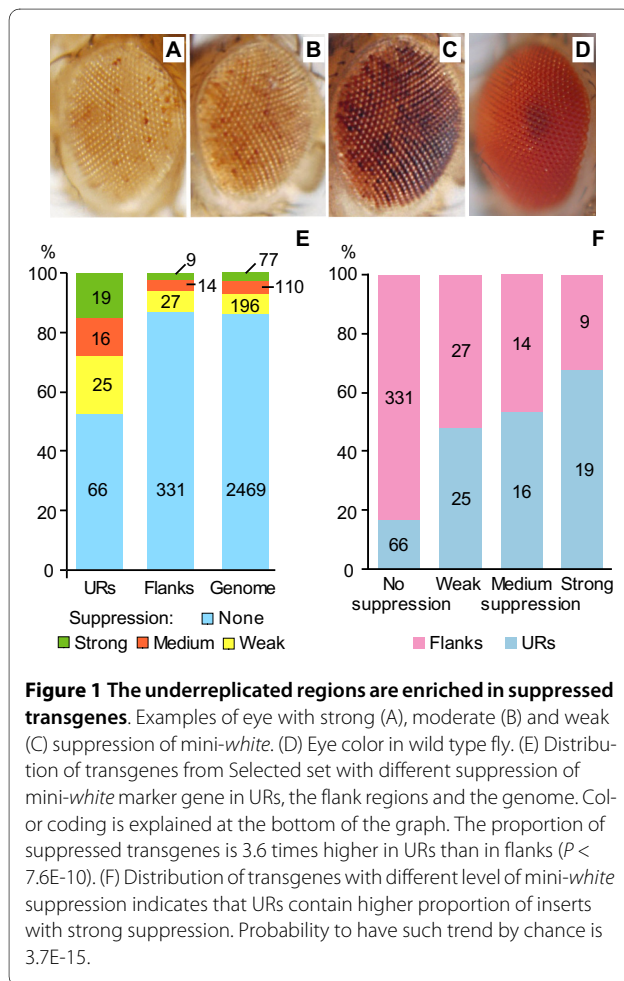 A
B
C
D
E
F
%
100
80
60
40
20
0
9
77
14
110
19
27
196
16
25
66
331
2469
URs Flanks Genome
Suppression: None
Strong Medium Weak
%
100
80
60
40
20
0
331
27
14
9
66
25
16
19
No Weak Medium Strong
suppression suppression
Flanks URs
Figure 1 The underreplicated regions are enriched in suppressed
transgenes. Examples of eye with strong (A), moderate (B) and weak
(C) suppression of mini-white. (D) Eye color in wild type fly. (E) Distribu-
tion of transgenes from Selected set with different suppression of
mini-white marker gene in URs, the flank regions and the genome. Col-
or coding is explained at the bottom of the graph. The proportion of
suppressed transgenes is 3.6 times higher in URs than in flanks (P <
7.6E-10). (F) Distribution of transgenes with different level of mini-white
suppression indicates that URs contain higher proportion of inserts
with strong suppression. Probability to have such trend by chance is
3.7E-15.